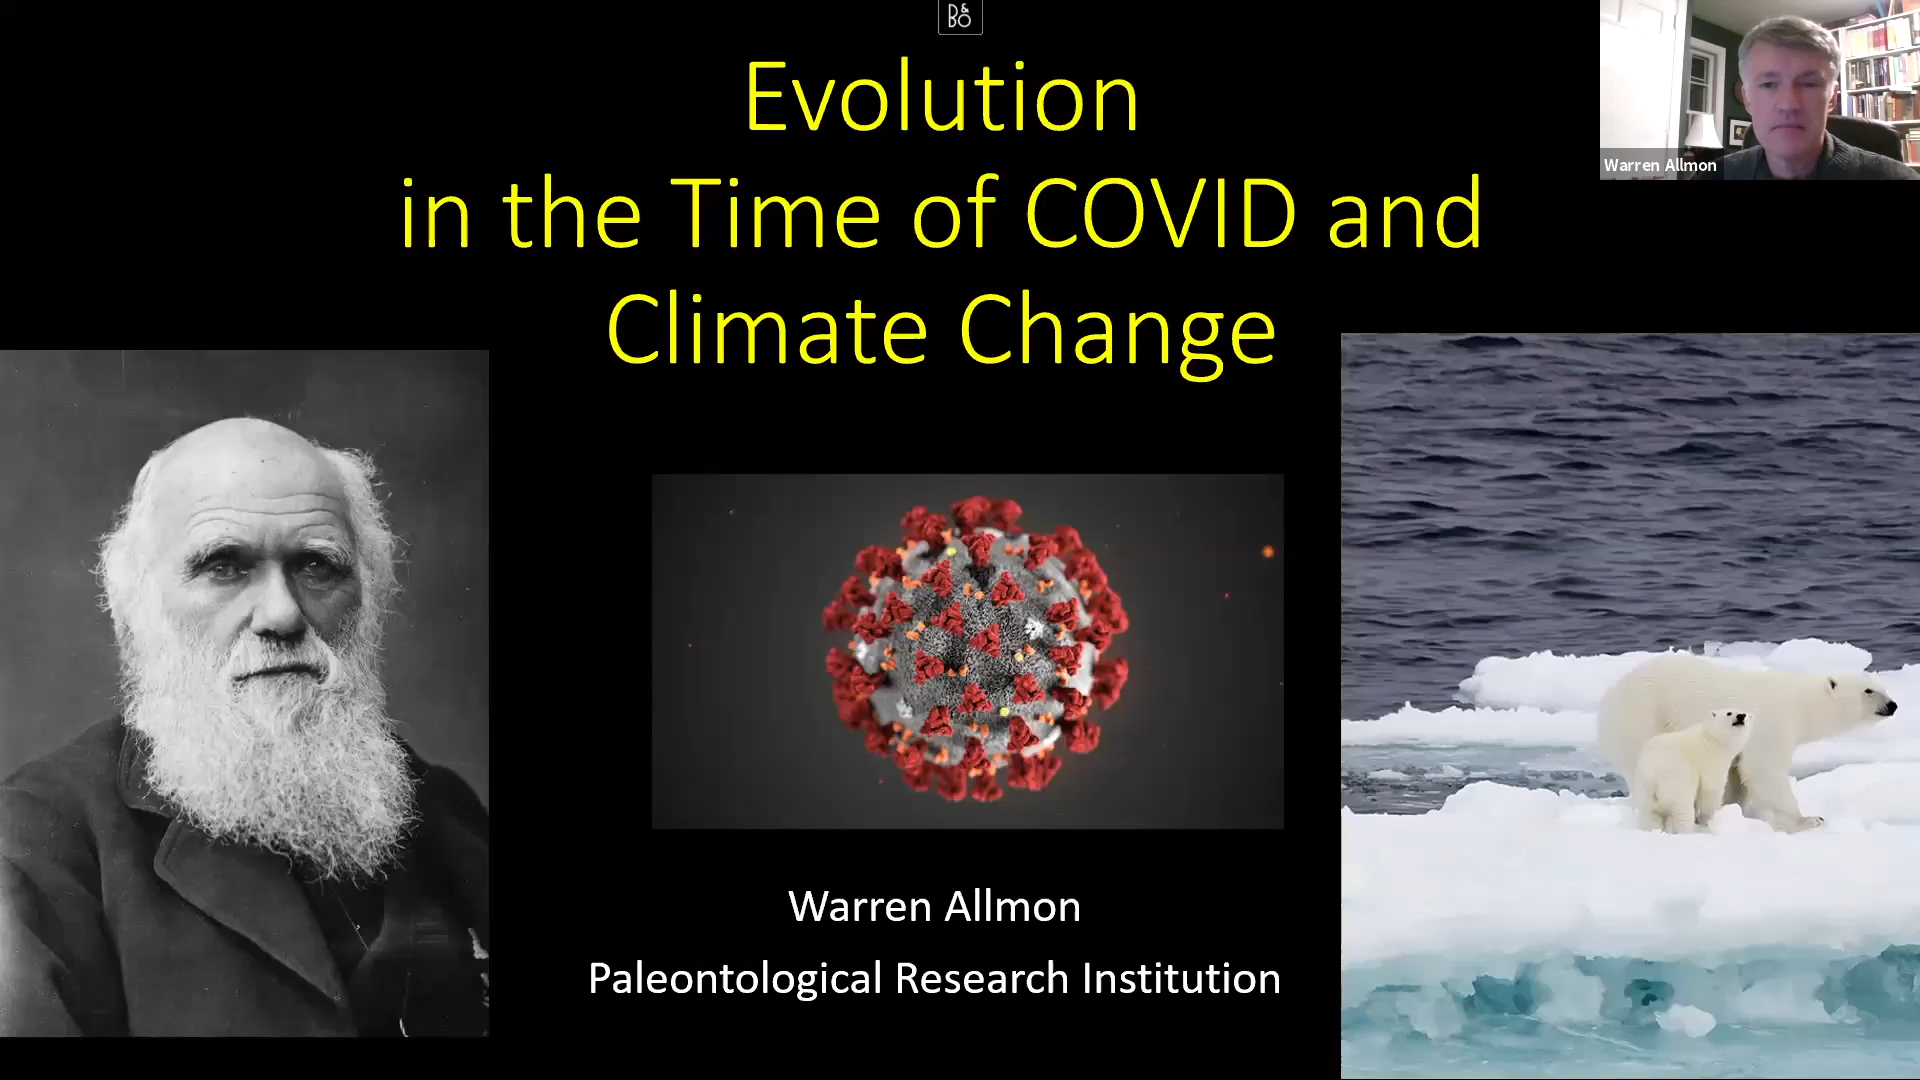 B&O
Evolution
in the Time of COVID and
Climate Change
Warren Allmon
Warren Allmon
Paleontological Research Institution